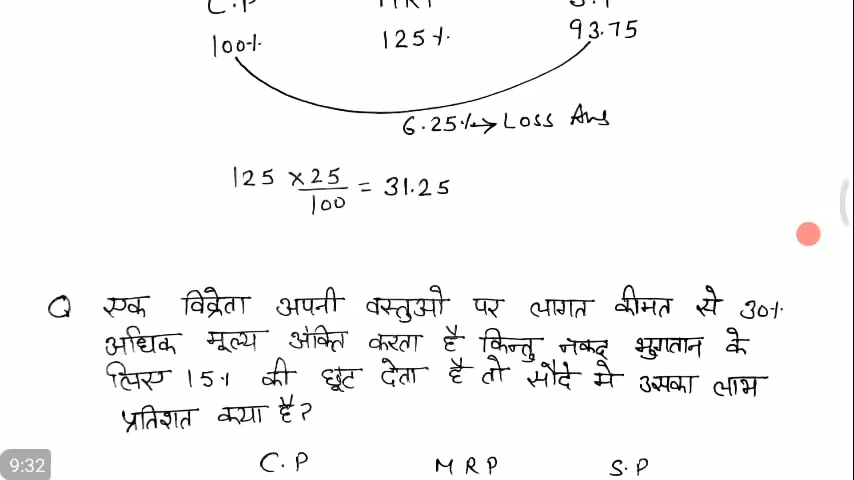 C.P MRP S.P
100% 125% 93.75
6.25% → Loss Ans
125 × 25/100 = 31.25
Q एक विक्रेता अपनी वस्तुओ पर लागत कीमत से 30%
अधिक मूल्य अंकित करता है किन्तु नकद भुगतान के
लिए 15% की छूट देता है तो सौदे मे उसका लाभ
प्रतिशत क्या है?
C.P MRP S.P
9:32